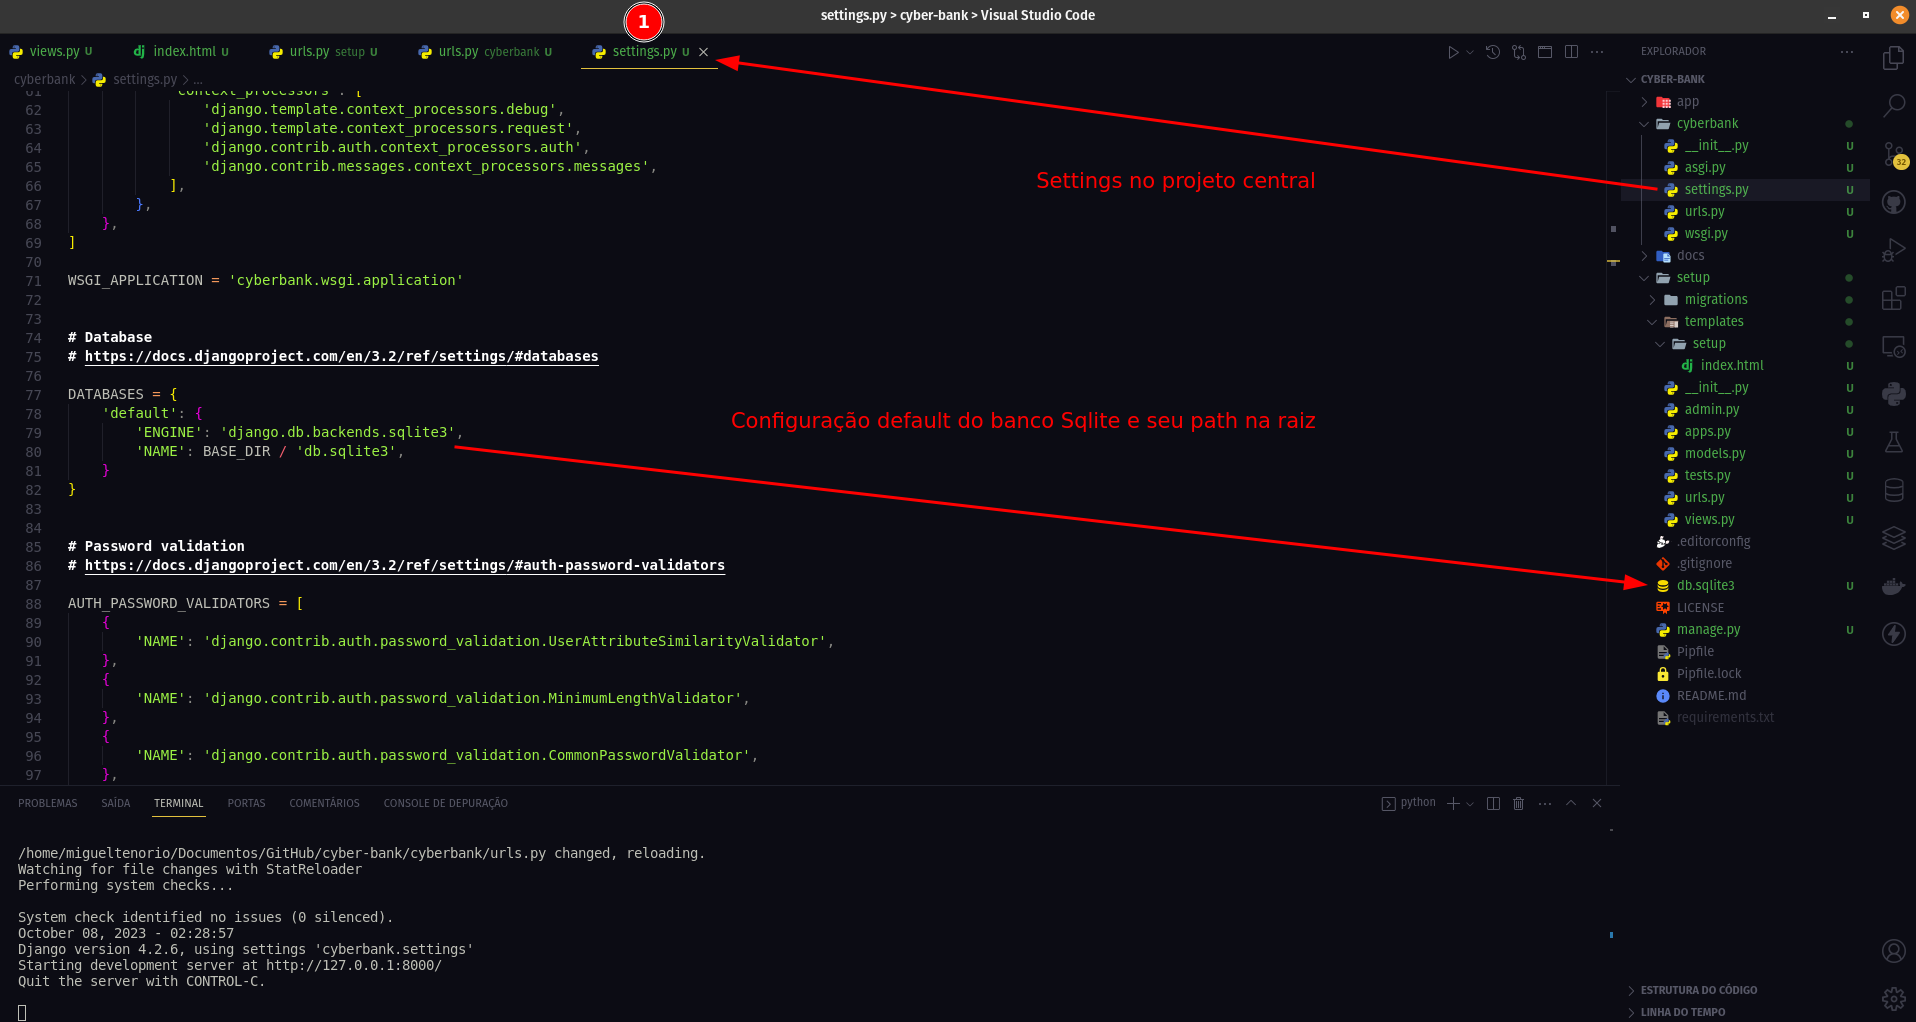 settings.py > cyber-bank > Visual Studio Code
1
views.py U
index.html U
urls.py setup U
urls.py cyberbank U
settings.py U
cyberbank > settings.py > ...
61 'context_processors': [
62 'django.template.context_processors.debug',
63 'django.template.context_processors.request',
64 'django.contrib.auth.context_processors.auth',
65 'django.contrib.messages.context_processors.messages',
66 ],
67 },
68 },
69 ]
70
71 WSGI_APPLICATION = 'cyberbank.wsgi.application'
72
73
74 # Database
75 # https://docs.djangoproject.com/en/3.2/ref/settings/#databases
76
77 DATABASES = {
78 'default': {
79 'ENGINE': 'django.db.backends.sqlite3',
80 'NAME': BASE_DIR / 'db.sqlite3',
81 }
82 }
83
84
85 # Password validation
86 # https://docs.djangoproject.com/en/3.2/ref/settings/#auth-password-validators
87
88 AUTH_PASSWORD_VALIDATORS = [
89 {
90 'NAME': 'django.contrib.auth.password_validation.UserAttributeSimilarityValidator',
91 },
92 {
93 'NAME': 'django.contrib.auth.password_validation.MinimumLengthValidator',
94 },
95 {
96 'NAME': 'django.contrib.auth.password_validation.CommonPasswordValidator',
97 },
Settings no projeto central
Configuração default do banco Sqlite e seu path na raiz
PROBLEMAS SAÍDA TERMINAL PORTAS COMENTÁRIOS CONSOLE DE DEPURAÇÃO
python
/home/migueltenorio/Documentos/GitHub/cyber-bank/cyberbank/urls.py changed, reloading.
Watching for file changes with StatReloader
Performing system checks...
System check identified no issues (0 silenced).
October 08, 2023 - 02:28:57
Django version 4.2.6, using settings 'cyberbank.settings'
Starting development server at http://127.0.0.1:8000/
Quit the server with CONTROL-C.
EXPLORADOR
CYBER-BANK
app
cyberbank
__init__.py U
asgi.py U
settings.py U
urls.py U
wsgi.py U
docs
setup
migrations
templates
setup
index.html U
__init__.py U
admin.py U
apps.py U
models.py U
tests.py U
urls.py U
views.py U
.editorconfig
.gitignore
db.sqlite3 U
LICENSE
manage.py U
Pipfile
Pipfile.lock
README.md
requirements.txt
ESTRUTURA DO CÓDIGO
LINHA DO TEMPO
32